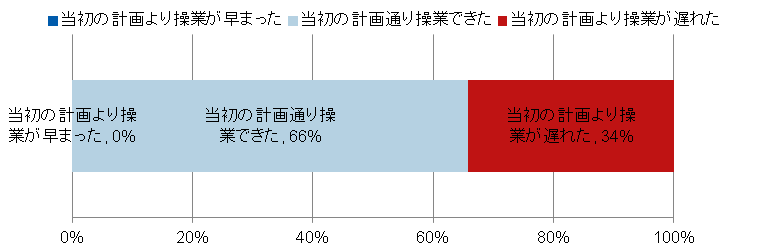 当初の計画より操業が早まった 当初の計画通り操業できた 当初の計画より操業が遅れた
当初の計画より操
業が早まった, 0%
当初の計画通り操
業できた, 66%
当初の計画より操
業が遅れた, 34%
0% 20% 40% 60% 80% 100%